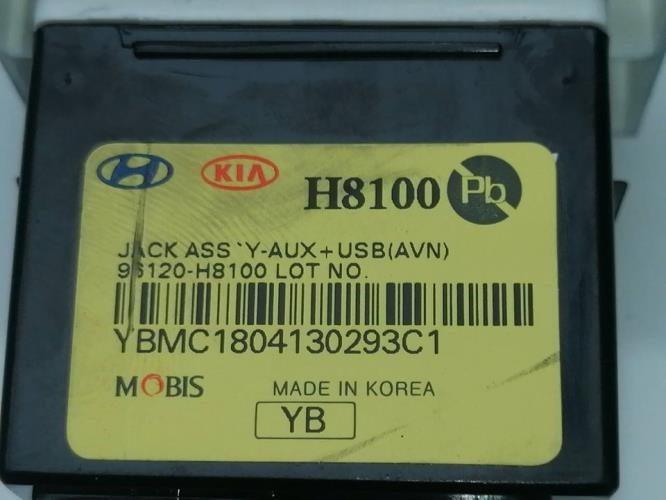 KIA H8100 Pb
JACK ASS`Y-AUX+USB(AVN)
96120-H8100 LOT NO.
YBMC1804130293C1
MOBIS MADE IN KOREA
YB